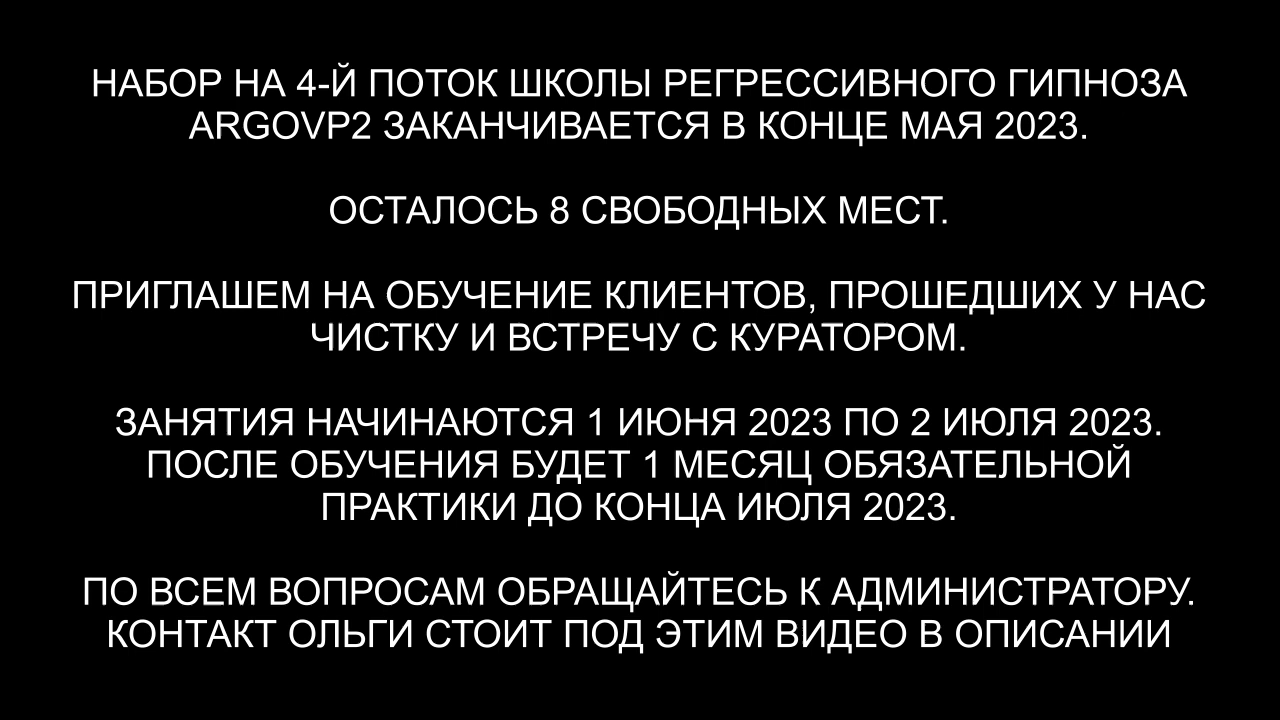 НАБОР НА 4-Й ПОТОК ШКОЛЫ РЕГРЕССИВНОГО ГИПНОЗА
ARGOVP2 ЗАКАНЧИВАЕТСЯ В КОНЦЕ МАЯ 2023.
ОСТАЛОСЬ 8 СВОБОДНЫХ МЕСТ.
ПРИГЛАШЕМ НА ОБУЧЕНИЕ КЛИЕНТОВ, ПРОШЕДШИХ У НАС
ЧИСТКУ И ВСТРЕЧУ С КУРАТОРОМ.
ЗАНЯТИЯ НАЧИНАЮТСЯ 1 ИЮНЯ 2023 ПО 2 ИЮЛЯ 2023.
ПОСЛЕ ОБУЧЕНИЯ БУДЕТ 1 МЕСЯЦ ОБЯЗАТЕЛЬНОЙ
ПРАКТИКИ ДО КОНЦА ИЮЛЯ 2023.
ПО ВСЕМ ВОПРОСАМ ОБРАЩАЙТЕСЬ К АДМИНИСТРАТОРУ.
КОНТАКТ ОЛЬГИ СТОИТ ПОД ЭТИМ ВИДЕО В ОПИСАНИИ